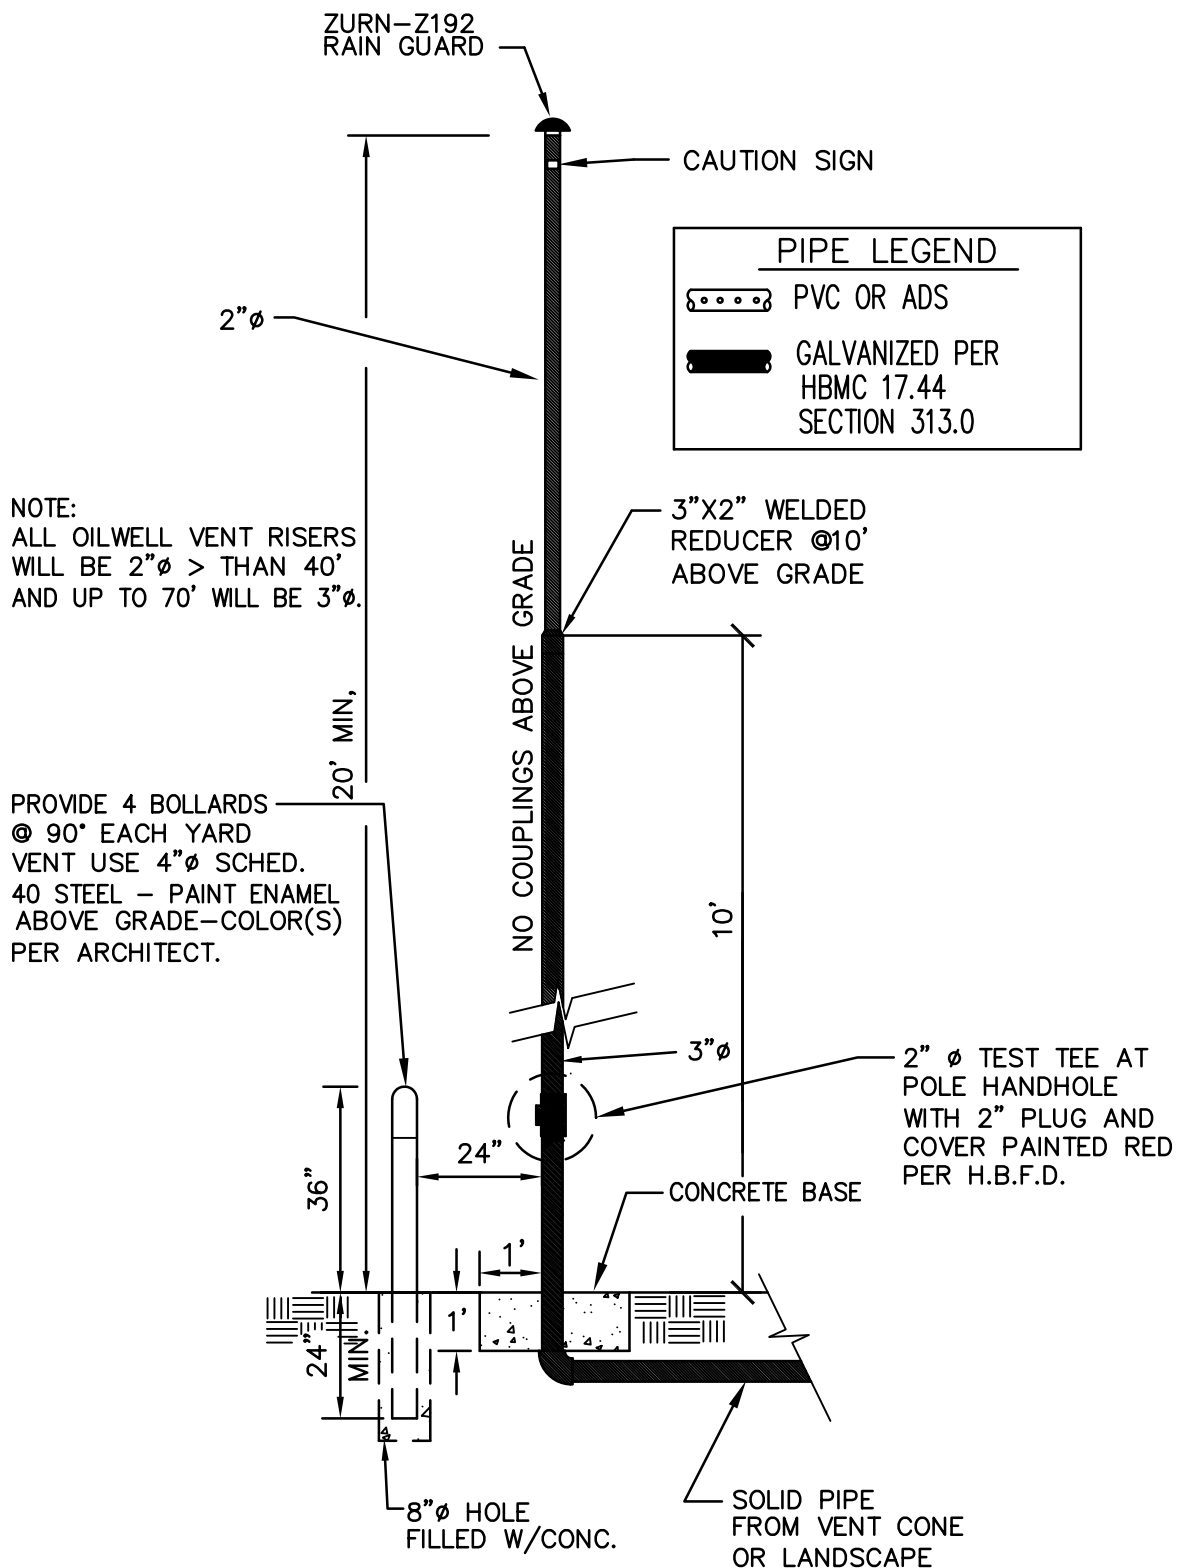 ZURN-Z192
RAIN GUARD
CAUTION SIGN
PIPE LEGEND
PVC OR ADS
GALVANIZED PER
HBMC 17.44
SECTION 313.0
2"ø
NOTE:
ALL OILWELL VENT RISERS
WILL BE 2"ø > THAN 40'
AND UP TO 70' WILL BE 3"ø.
3"X2" WELDED
REDUCER @10'
ABOVE GRADE
NO COUPLINGS ABOVE GRADE
20' MIN,
PROVIDE 4 BOLLARDS
@ 90° EACH YARD
VENT USE 4"ø SCHED.
40 STEEL – PAINT ENAMEL
ABOVE GRADE-COLOR(S)
PER ARCHITECT.
10'
3"ø
2" ø TEST TEE AT
POLE HANDHOLE
WITH 2" PLUG AND
COVER PAINTED RED
PER H.B.F.D.
24"
36"
CONCRETE BASE
1'
1'
24"
MIN.
8"ø HOLE
FILLED W/CONC.
SOLID PIPE
FROM VENT CONE
OR LANDSCAPE